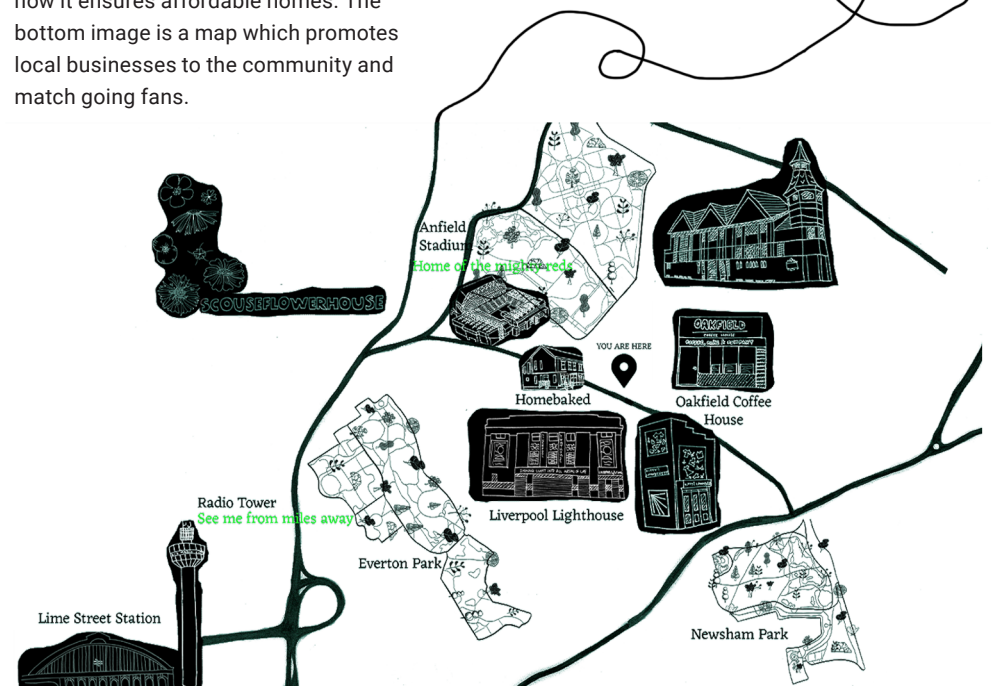 how it ensures affordable homes. The
bottom image is a map which promotes
local businesses to the community and
match going fans.
Anfield
Stadium
Home of the mighty reds
SCOUSEFLOWERHOUSE
YOU ARE HERE
OAKFIELD
COFFEE HOUSE
Homebaked
Oakfield Coffee
House
Liverpool Lighthouse
Radio Tower
See me from miles away
Everton Park
Lime Street Station
Newsham Park